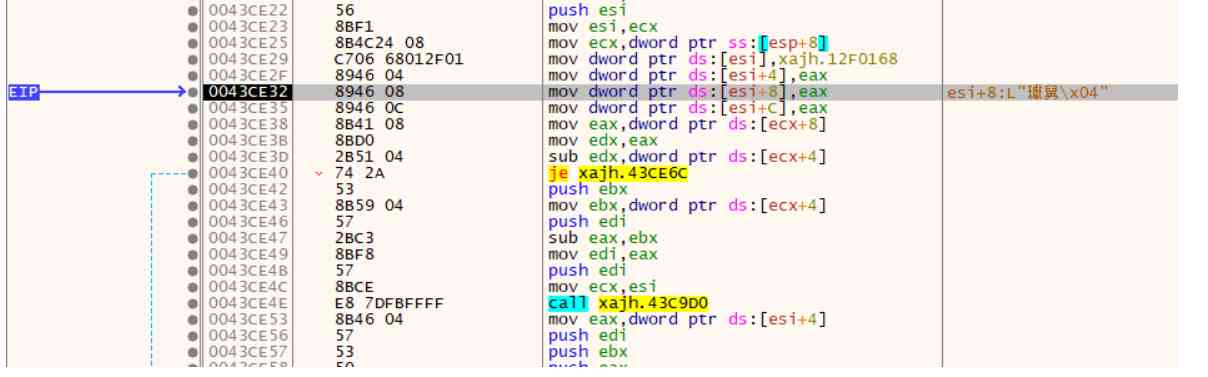 0043CE22 56 push esi
0043CE23 8BF1 mov esi,ecx
0043CE25 8B4C24 08 mov ecx,dword ptr ss:[esp+8]
0043CE29 C706 68012F01 mov dword ptr ds:[esi],xajh.12F0168
0043CE2F 8946 04 mov dword ptr ds:[esi+4],eax
EIP 0043CE32 8946 08 mov dword ptr ds:[esi+8],eax esi+8:L"舅\x04"
0043CE35 8946 0C mov dword ptr ds:[esi+C],eax
0043CE38 8B41 08 mov eax,dword ptr ds:[ecx+8]
0043CE3B 8BD0 mov edx,eax
0043CE3D 2B51 04 sub edx,dword ptr ds:[ecx+4]
0043CE40 74 2A je xajh.43CE6C
0043CE42 53 push ebx
0043CE43 8B59 04 mov ebx,dword ptr ds:[ecx+4]
0043CE46 57 push edi
0043CE47 2BC3 sub eax,ebx
0043CE49 8BF8 mov edi,eax
0043CE4B 57 push edi
0043CE4C 8BCE mov ecx,esi
0043CE4E E8 7DFBFFFF call xajh.43C9D0
0043CE53 8B46 04 mov eax,dword ptr ds:[esi+4]
0043CE56 57 push edi
0043CE57 53 push ebx
0043CE58 50 push eax